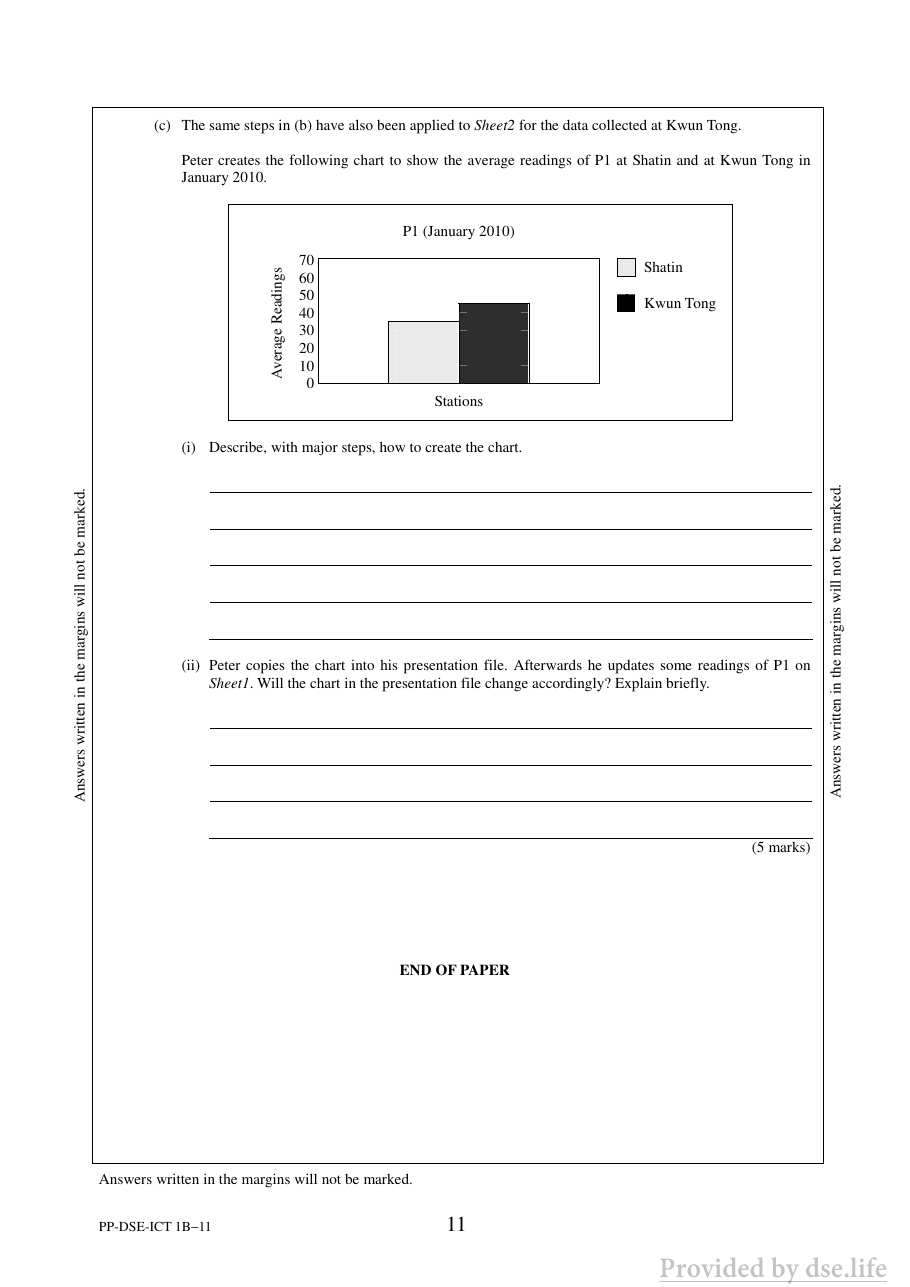 (c) The same steps in (b) have also been applied to Sheet2 for the data collected at Kwun Tong.
Peter creates the following chart to show the average readings of P1 at Shatin and at Kwun Tong in
January 2010.
P1 (January 2010)
Average Readings
70
60
50
40
30
20
10
0
Stations
Shatin
Kwun Tong
(i) Describe, with major steps, how to create the chart.
(ii) Peter copies the chart into his presentation file. Afterwards he updates some readings of P1 on
Sheet1. Will the chart in the presentation file change accordingly? Explain briefly.
(5 marks)
END OF PAPER
Answers written in the margins will not be marked.
Answers written in the margins will not be marked.
Answers written in the margins will not be marked.
PP-DSE-ICT 1B–11
11
Provided by dse.life